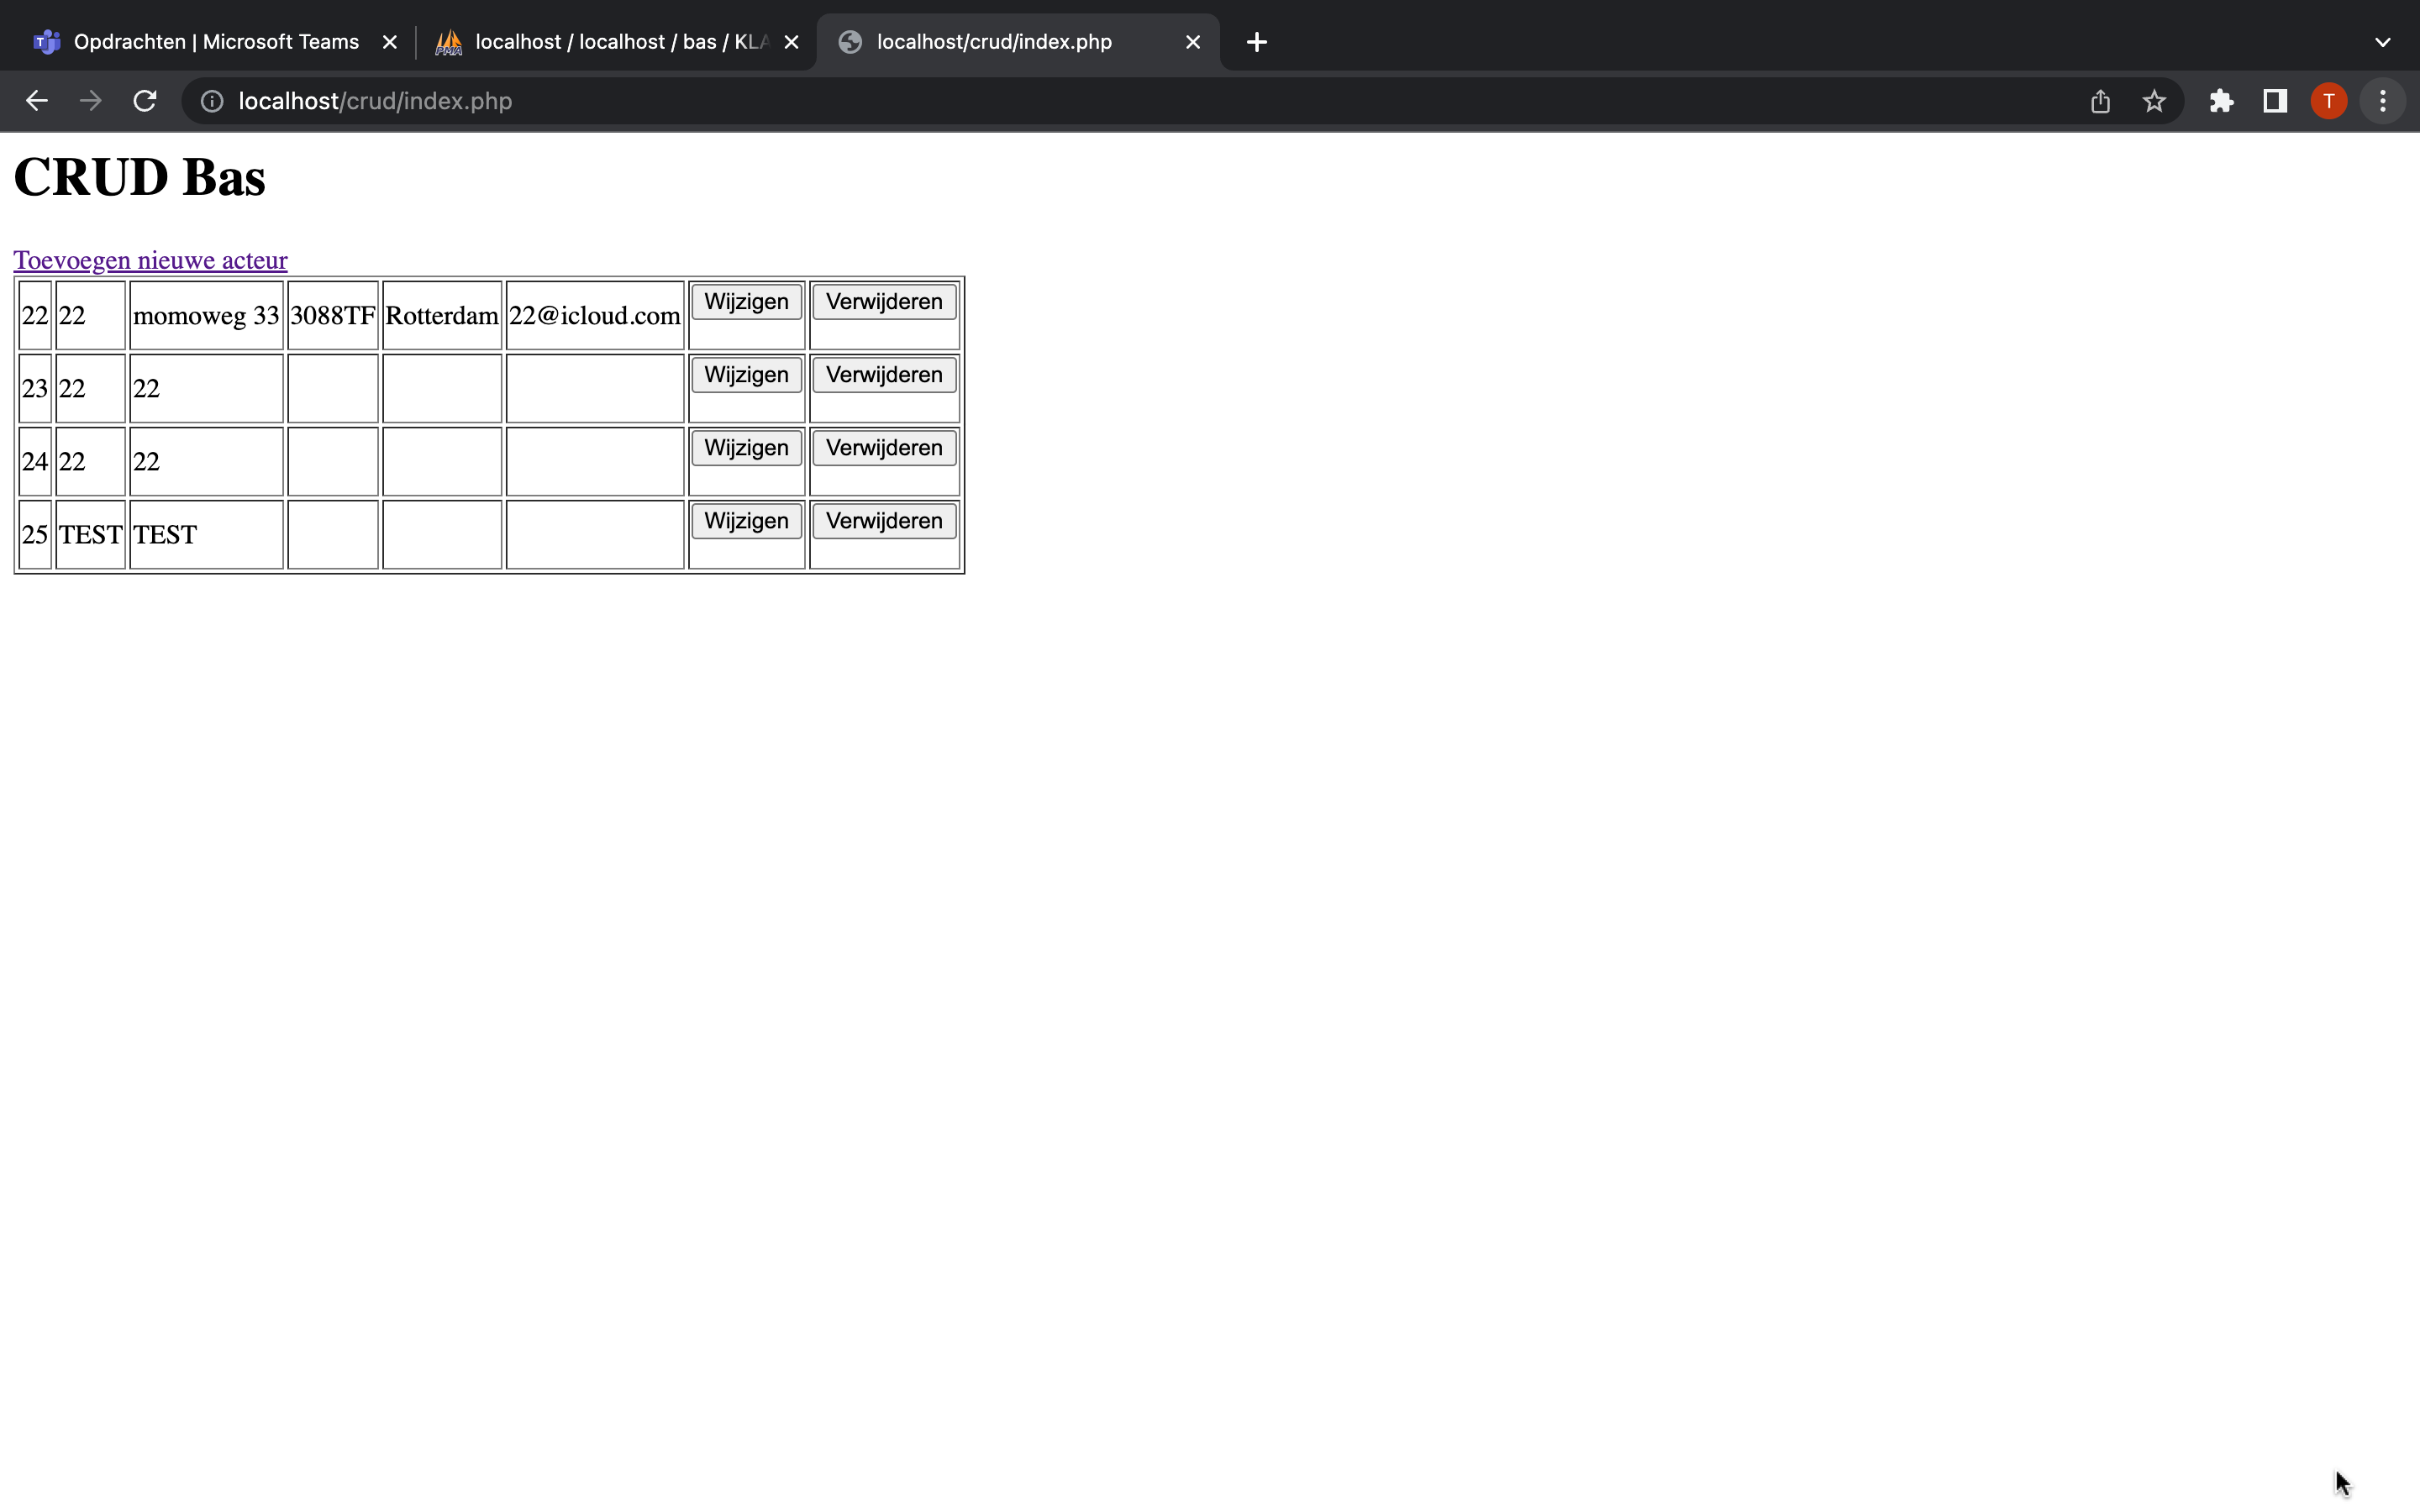 Opdrachten | Microsoft Teams
localhost / localhost / bas / KLA
localhost/crud/index.php
localhost/crud/index.php
T
CRUD Bas
Toevoegen nieuwe acteur
22 22 momoweg 33 3088TF Rotterdam 22@icloud.com Wijzigen Verwijderen
23 22 22 Wijzigen Verwijderen
24 22 22 Wijzigen Verwijderen
25 TEST TEST Wijzigen Verwijderen